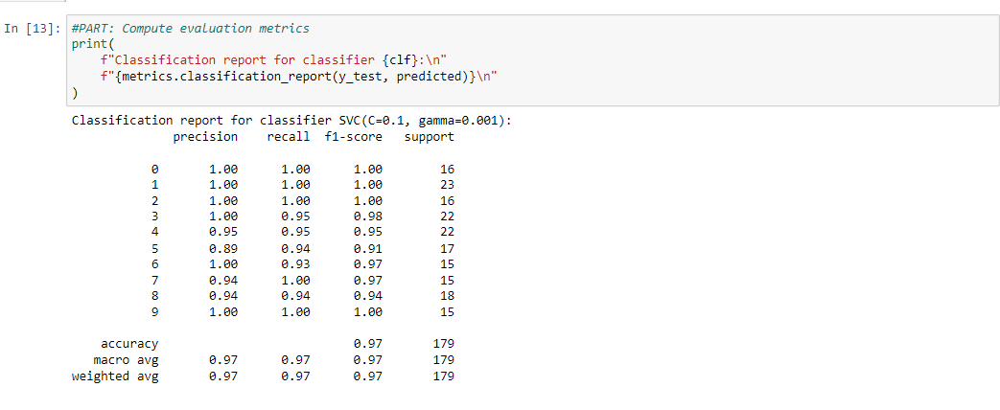 In [13]: #PART: Compute evaluation metrics
print(
    f"Classification report for classifier {clf}:\n"
    f"{metrics.classification_report(y_test, predicted)}\n"
)
Classification report for classifier SVC(C=0.1, gamma=0.001):
              precision    recall  f1-score   support
           0       1.00      1.00      1.00        16
           1       1.00      1.00      1.00        23
           2       1.00      1.00      1.00        16
           3       1.00      0.95      0.98        22
           4       0.95      0.95      0.95        22
           5       0.89      0.94      0.91        17
           6       1.00      0.93      0.97        15
           7       0.94      1.00      0.97        15
           8       0.94      0.94      0.94        18
           9       1.00      1.00      1.00        15
    accuracy                           0.97       179
   macro avg       0.97      0.97      0.97       179
weighted avg       0.97      0.97      0.97       179